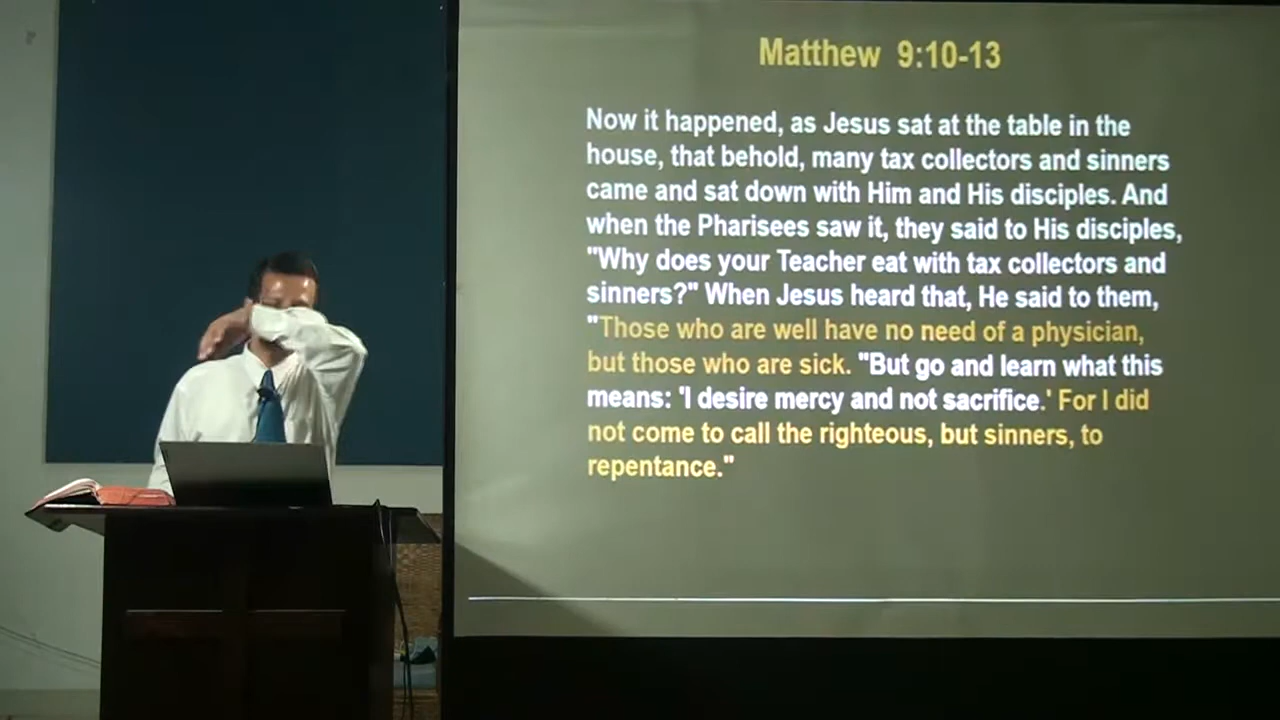 Matthew 9:10-13
Now it happened, as Jesus sat at the table in the
house, that behold, many tax collectors and sinners
came and sat down with Him and His disciples. And
when the Pharisees saw it, they said to His disciples,
"Why does your Teacher eat with tax collectors and
sinners?" When Jesus heard that, He said to them,
"Those who are well have no need of a physician,
but those who are sick. "But go and learn what this
means: 'I desire mercy and not sacrifice.' For I did
not come to call the righteous, but sinners, to
repentance."